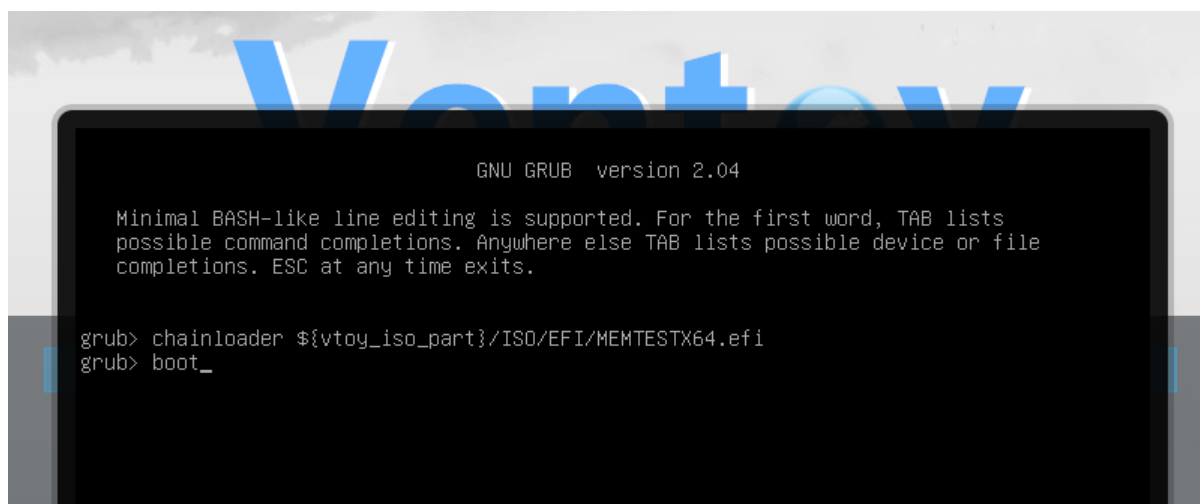 Ventoy
GNU GRUB version 2.04
Minimal BASH-like line editing is supported. For the first word, TAB lists
possible command completions. Anywhere else TAB lists possible device or file
completions. ESC at any time exits.
grub> chainloader ${vtoy_iso_part}/ISO/EFI/MEMTESTX64.efi
grub> boot_